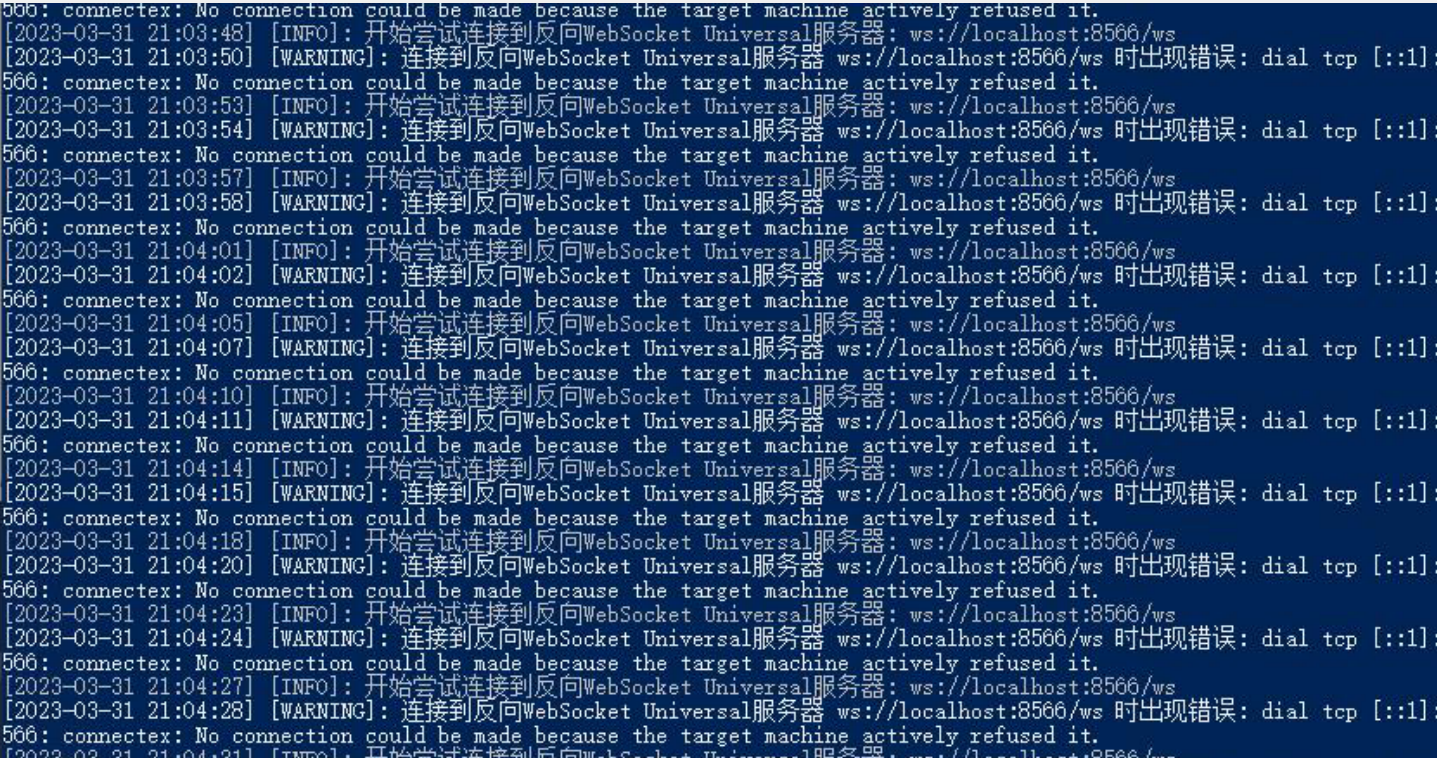 566: connectex: No connection could be made because the target machine actively refused it.
[2023-03-31 21:03:48] [INFO]: 开始尝试连接到反向WebSocket Universal服务器: ws://localhost:8566/ws
[2023-03-31 21:03:50] [WARNING]: 连接到反向WebSocket Universal服务器 ws://localhost:8566/ws 时出现错误: dial tcp [::1]:
566: connectex: No connection could be made because the target machine actively refused it.
[2023-03-31 21:03:53] [INFO]: 开始尝试连接到反向WebSocket Universal服务器: ws://localhost:8566/ws
[2023-03-31 21:03:54] [WARNING]: 连接到反向WebSocket Universal服务器 ws://localhost:8566/ws 时出现错误: dial tcp [::1]:
566: connectex: No connection could be made because the target machine actively refused it.
[2023-03-31 21:03:57] [INFO]: 开始尝试连接到反向WebSocket Universal服务器: ws://localhost:8566/ws
[2023-03-31 21:03:58] [WARNING]: 连接到反向WebSocket Universal服务器 ws://localhost:8566/ws 时出现错误: dial tcp [::1]:
566: connectex: No connection could be made because the target machine actively refused it.
[2023-03-31 21:04:01] [INFO]: 开始尝试连接到反向WebSocket Universal服务器: ws://localhost:8566/ws
[2023-03-31 21:04:02] [WARNING]: 连接到反向WebSocket Universal服务器 ws://localhost:8566/ws 时出现错误: dial tcp [::1]:
566: connectex: No connection could be made because the target machine actively refused it.
[2023-03-31 21:04:05] [INFO]: 开始尝试连接到反向WebSocket Universal服务器: ws://localhost:8566/ws
[2023-03-31 21:04:07] [WARNING]: 连接到反向WebSocket Universal服务器 ws://localhost:8566/ws 时出现错误: dial tcp [::1]:
566: connectex: No connection could be made because the target machine actively refused it.
[2023-03-31 21:04:10] [INFO]: 开始尝试连接到反向WebSocket Universal服务器: ws://localhost:8566/ws
[2023-03-31 21:04:11] [WARNING]: 连接到反向WebSocket Universal服务器 ws://localhost:8566/ws 时出现错误: dial tcp [::1]:
566: connectex: No connection could be made because the target machine actively refused it.
[2023-03-31 21:04:14] [INFO]: 开始尝试连接到反向WebSocket Universal服务器: ws://localhost:8566/ws
[2023-03-31 21:04:15] [WARNING]: 连接到反向WebSocket Universal服务器 ws://localhost:8566/ws 时出现错误: dial tcp [::1]:
566: connectex: No connection could be made because the target machine actively refused it.
[2023-03-31 21:04:18] [INFO]: 开始尝试连接到反向WebSocket Universal服务器: ws://localhost:8566/ws
[2023-03-31 21:04:20] [WARNING]: 连接到反向WebSocket Universal服务器 ws://localhost:8566/ws 时出现错误: dial tcp [::1]:
566: connectex: No connection could be made because the target machine actively refused it.
[2023-03-31 21:04:23] [INFO]: 开始尝试连接到反向WebSocket Universal服务器: ws://localhost:8566/ws
[2023-03-31 21:04:24] [WARNING]: 连接到反向WebSocket Universal服务器 ws://localhost:8566/ws 时出现错误: dial tcp [::1]:
566: connectex: No connection could be made because the target machine actively refused it.
[2023-03-31 21:04:27] [INFO]: 开始尝试连接到反向WebSocket Universal服务器: ws://localhost:8566/ws
[2023-03-31 21:04:28] [WARNING]: 连接到反向WebSocket Universal服务器 ws://localhost:8566/ws 时出现错误: dial tcp [::1]:
566: connectex: No connection could be made because the target machine actively refused it.
[2023-03-31 21:04:31] [INFO]: 开始尝试连接到反向WebSocket Universal服务器: ws://localhost:8566/ws